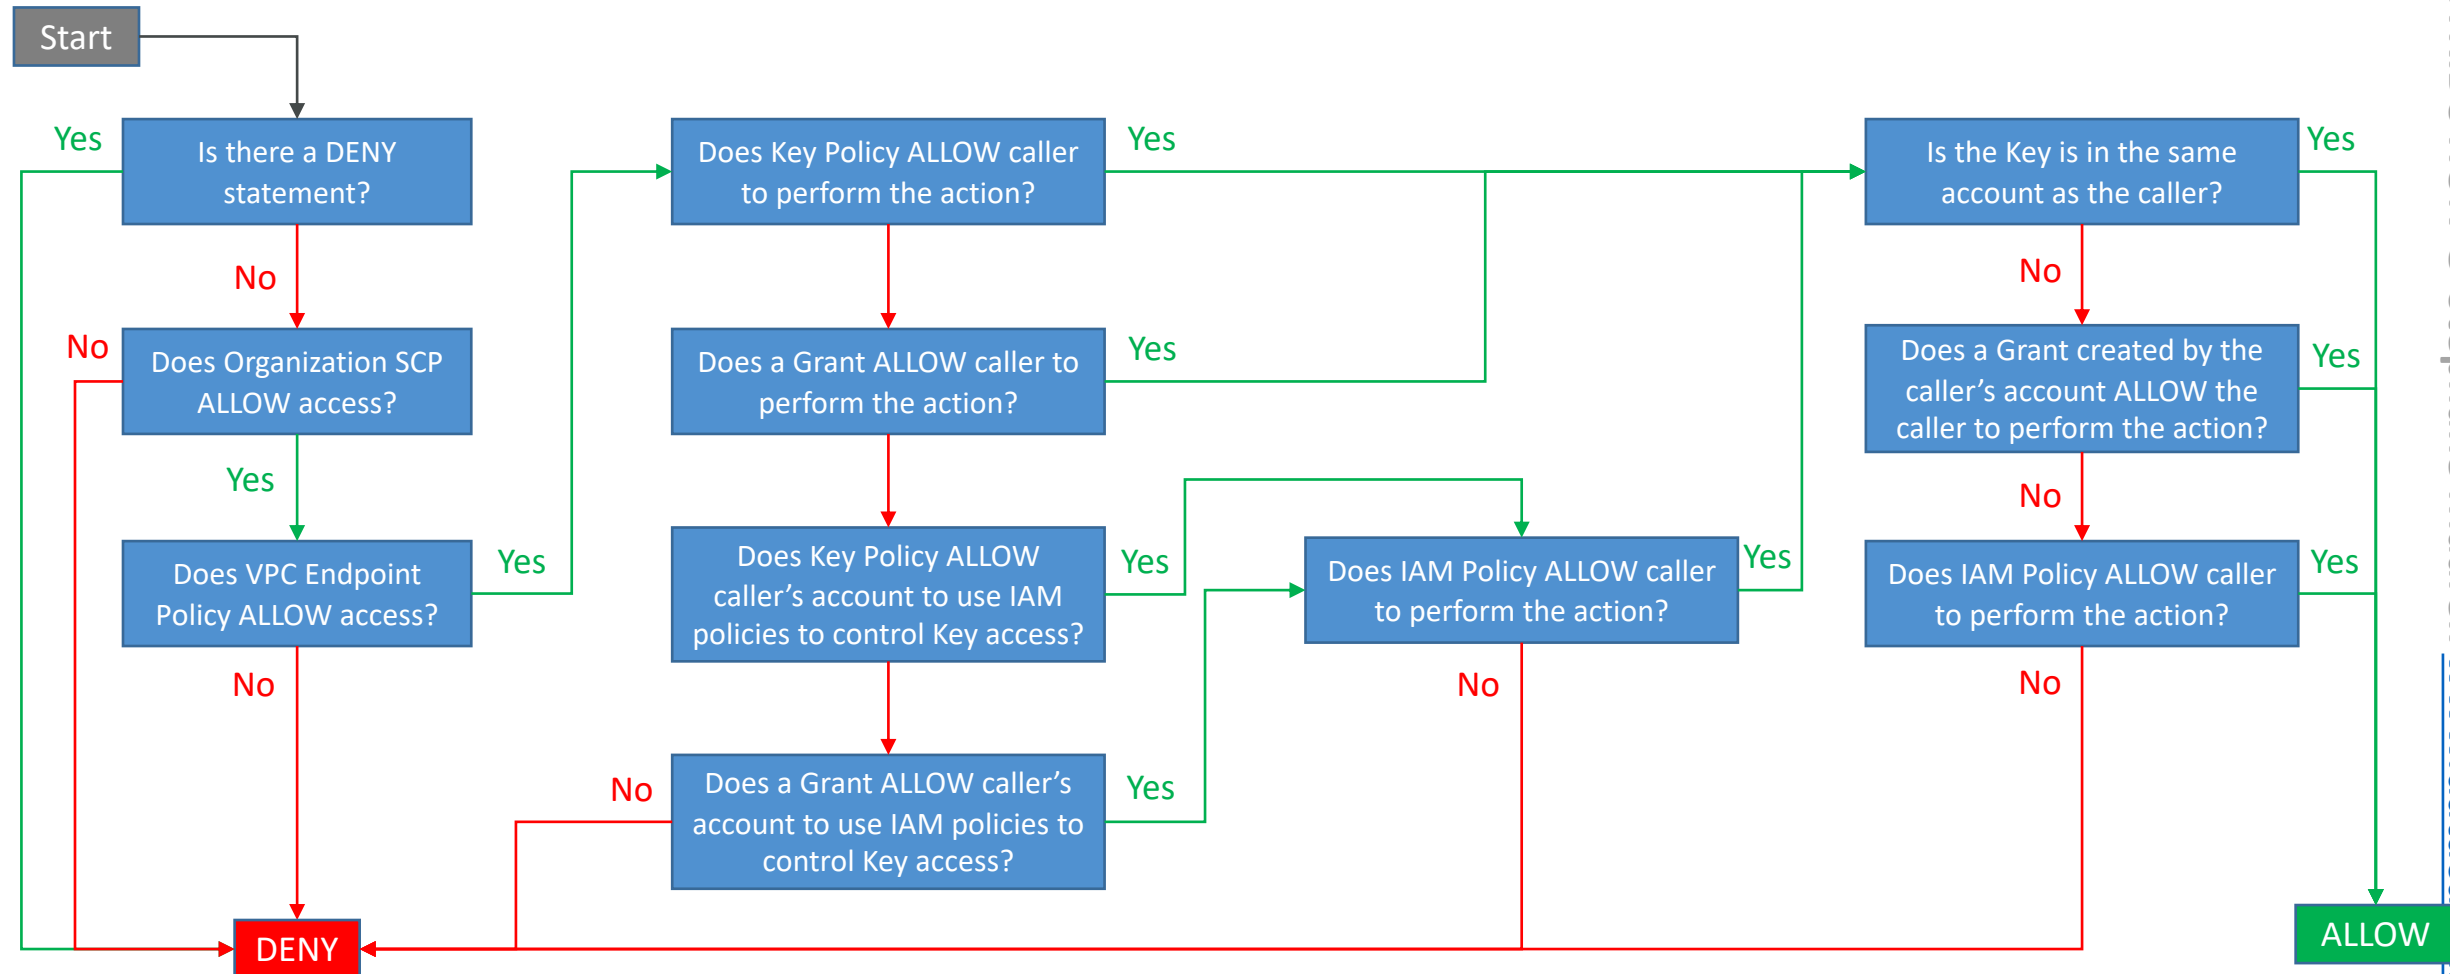 Start
Yes
Is there a DENY
statement?
No
No
Does Organization SCP
ALLOW access?
Yes
Does VPC Endpoint
Policy ALLOW access?
Yes
No
DENY
Does Key Policy ALLOW caller
to perform the action?
Yes
Does a Grant ALLOW caller to
perform the action?
Yes
Does Key Policy ALLOW
caller’s account to use IAM
policies to control Key access?
Yes
No
Does a Grant ALLOW caller’s
account to use IAM policies to
control Key access?
Yes
Does IAM Policy ALLOW caller
to perform the action?
Yes
No
Is the Key is in the same
account as the caller?
Yes
No
Does a Grant created by the
caller’s account ALLOW the
caller to perform the action?
Yes
No
Does IAM Policy ALLOW caller
to perform the action?
Yes
No
ALLOW